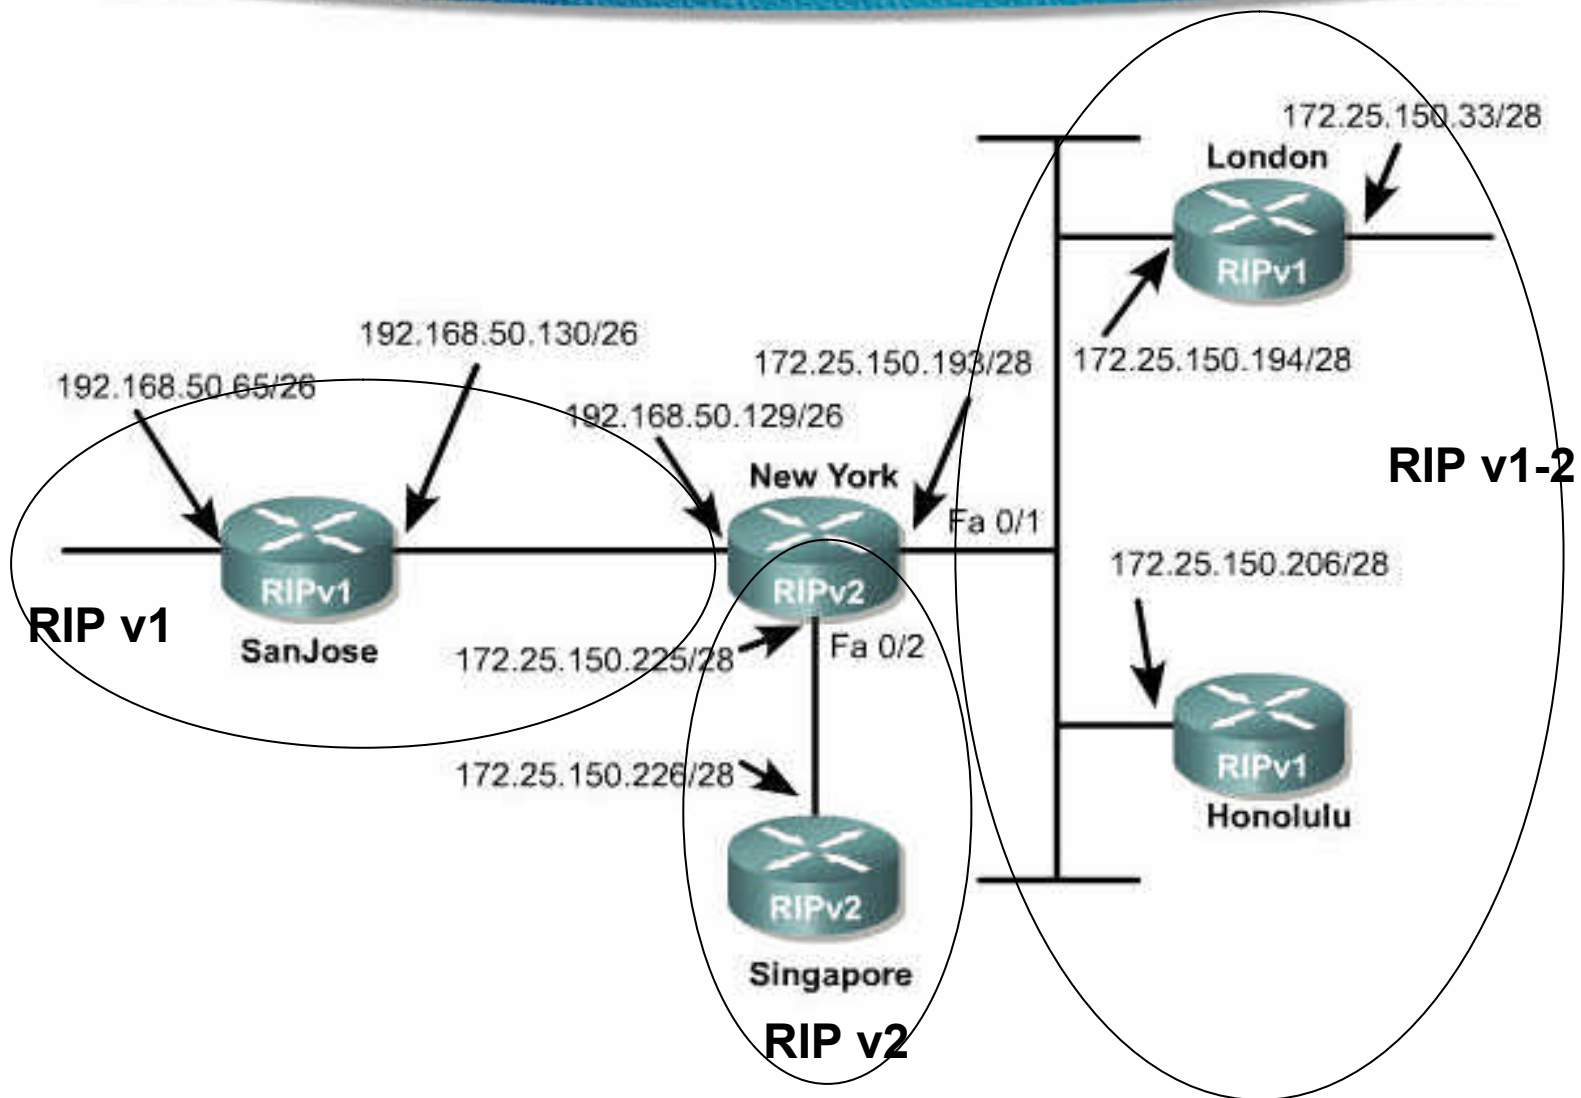 172.25.150.33/28
London
RIPv1
192.168.50.130/26
172.25.150.193/28
172.25.150.194/28
192.168.50.65/26
192.168.50.129/26
New York
RIP v1-2
Fa 0/1
172.25.150.206/28
RIPv1
RIPv2
RIP v1
SanJose
172.25.150.225/28
Fa 0/2
172.25.150.226/28
RIPv1
Honolulu
RIPv2
Singapore
RIP v2